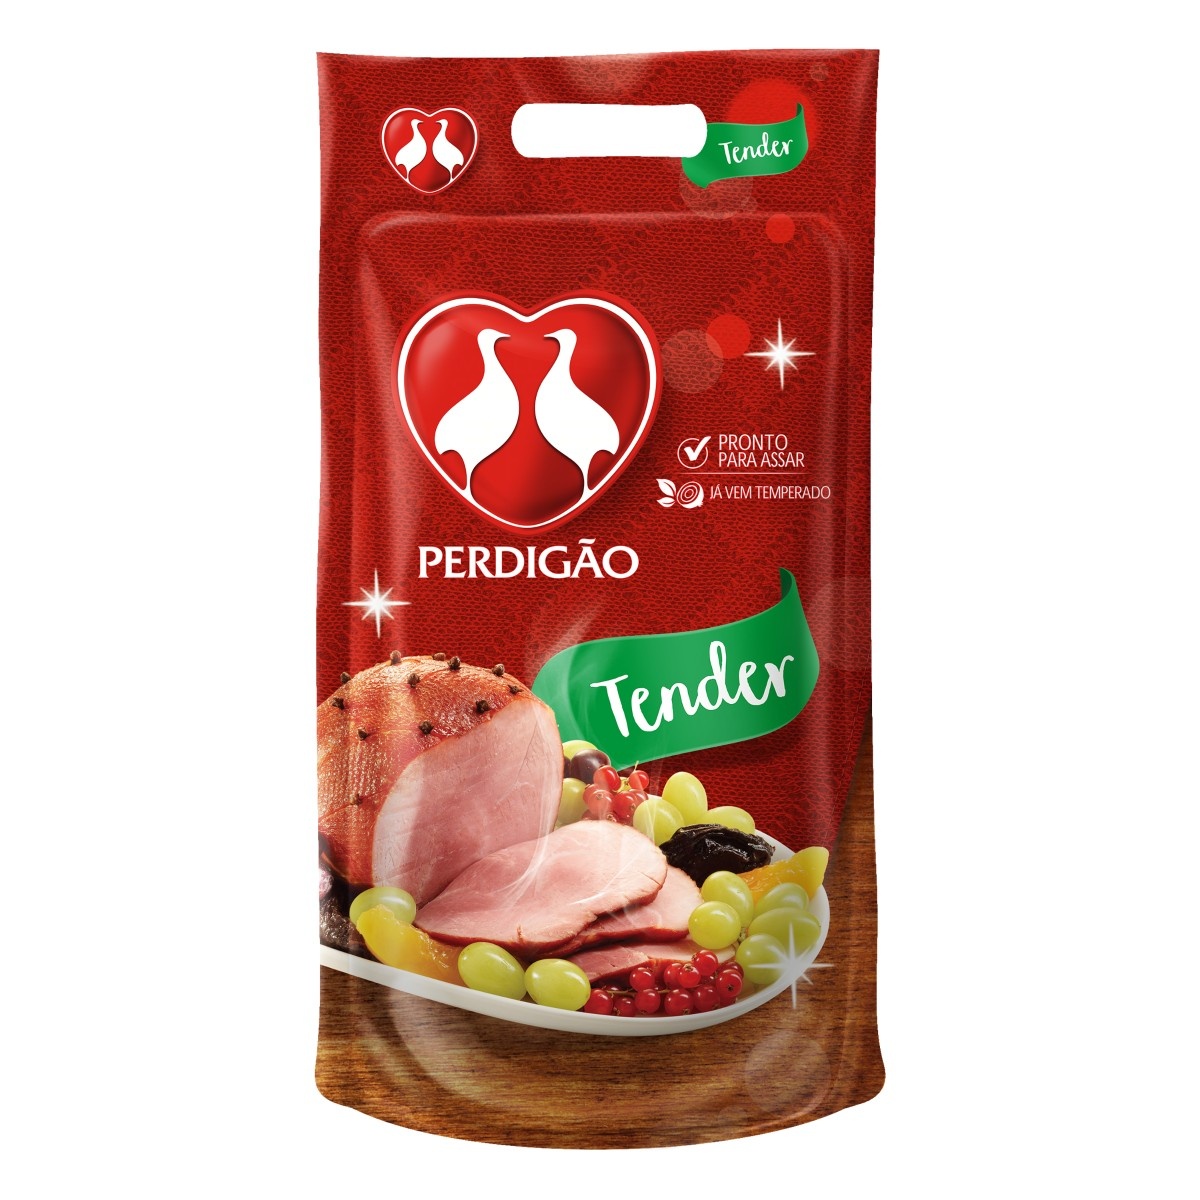 Tender
PRONTO
PARA ASSAR
JÁ VEM TEMPERADO
PERDIGÃO
Tender